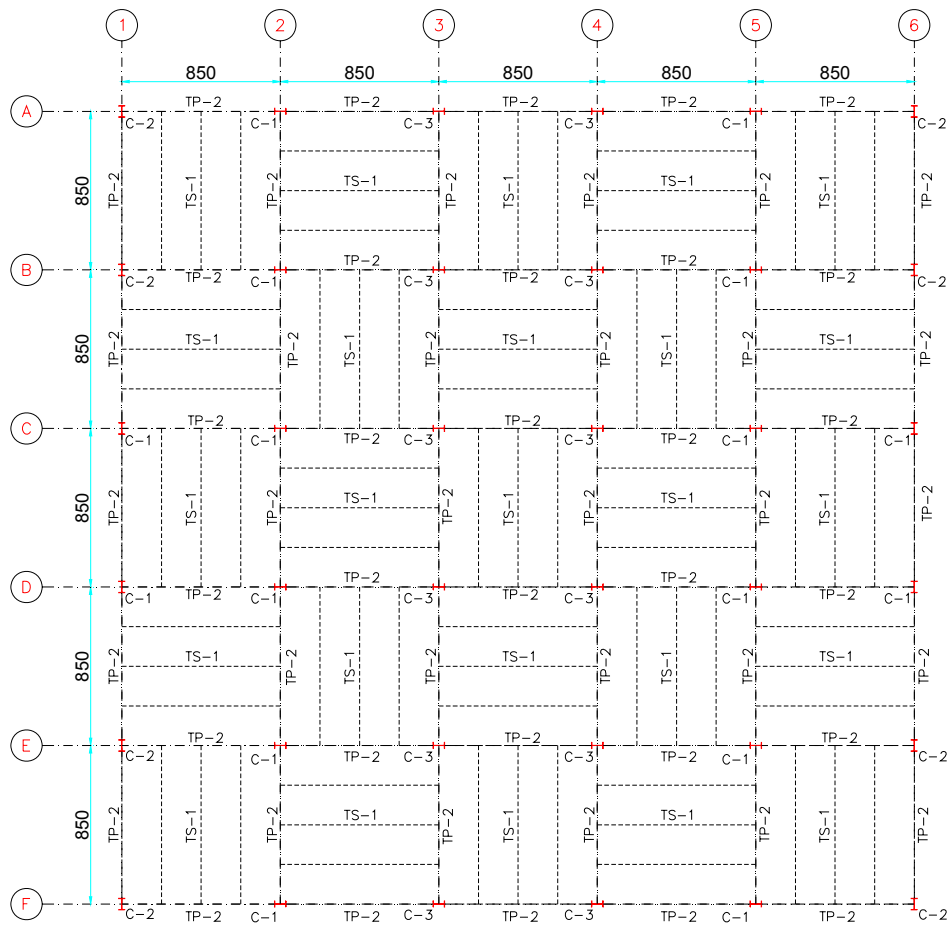 1 2 3 4 5 6
850 850 850 850 850
TP-2 TP-2 TP-2 TP-2 TP-2
A
C-2 C-1 C-3 C-3 C-1 C-2
850 TP-2 TS-1 TP-2 TS-1 TP-2 TS-1 TP-2 TS-1 TP-2 TS-1 TP-2
TP-2 TP-2
B
C-2 TP-2 C-1 C-3 TP-2 C-3 C-1 TP-2 C-2
850 TP-2 TS-1 TP-2 TS-1 TP-2 TS-1 TP-2 TS-1 TP-2 TS-1 TP-2
TP-2 TP-2 TP-2
C
C-1 C-1 TP-2 C-3 C-3 TP-2 C-1 C-1
850 TP-2 TS-1 TP-2 TS-1 TP-2 TS-1 TP-2 TS-1 TP-2 TS-1 TP-2
TP-2 TP-2
D
C-1 TP-2 C-1 C-3 TP-2 C-3 C-1 TP-2 C-1
850 TP-2 TS-1 TP-2 TS-1 TP-2 TS-1 TP-2 TS-1 TP-2 TS-1 TP-2
TP-2 TP-2 TP-2
E
C-2 C-1 TP-2 C-3 C-3 TP-2 C-1 C-2
850 TP-2 TS-1 TP-2 TS-1 TP-2 TS-1 TP-2 TS-1 TP-2 TS-1 TP-2
F
C-2 TP-2 C-1 TP-2 C-3 TP-2 C-3 TP-2 C-1 TP-2 C-2